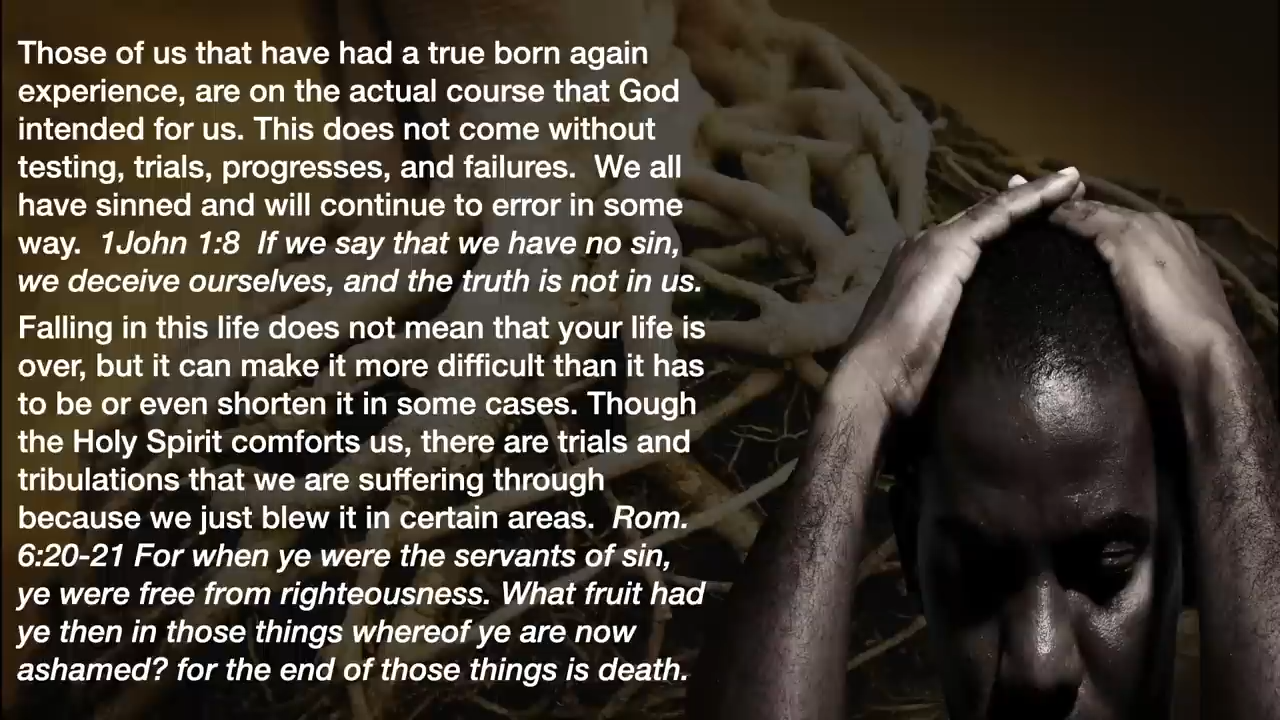 Those of us that have had a true born again
experience, are on the actual course that God
intended for us. This does not come without
testing, trials, progresses, and failures.  We all
have sinned and will continue to error in some
way.  1John 1:8  If we say that we have no sin,
we deceive ourselves, and the truth is not in us.
Falling in this life does not mean that your life is
over, but it can make it more difficult than it has
to be or even shorten it in some cases. Though
the Holy Spirit comforts us, there are trials and
tribulations that we are suffering through
because we just blew it in certain areas.  Rom.
6:20-21 For when ye were the servants of sin,
ye were free from righteousness. What fruit had
ye then in those things whereof ye are now
ashamed? for the end of those things is death.